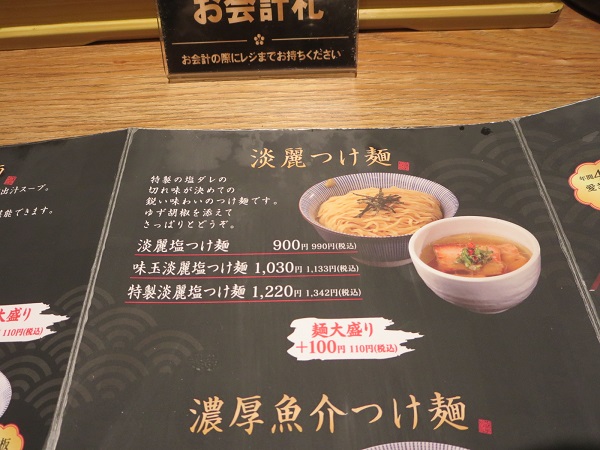 お会計札
お会計の際にレジまでお持ちください
出汁スープ。
淡麗つけ麺
特製の塩ダレの
切れ味が決めての
鋭い味わいのつけ麺です。
ゆず胡椒を添えて
さっぱりとどうぞ。
淡麗塩つけ麺 900円 990円(税込)
味玉淡麗塩つけ麺 1,030円 1,133円(税込)
特製淡麗塩つけ麺 1,220円 1,342円(税込)
麺大盛り
+100円 110円(税込)
大盛り
110円(税込)
年間4
愛さ
濃厚魚介つけ麺
板